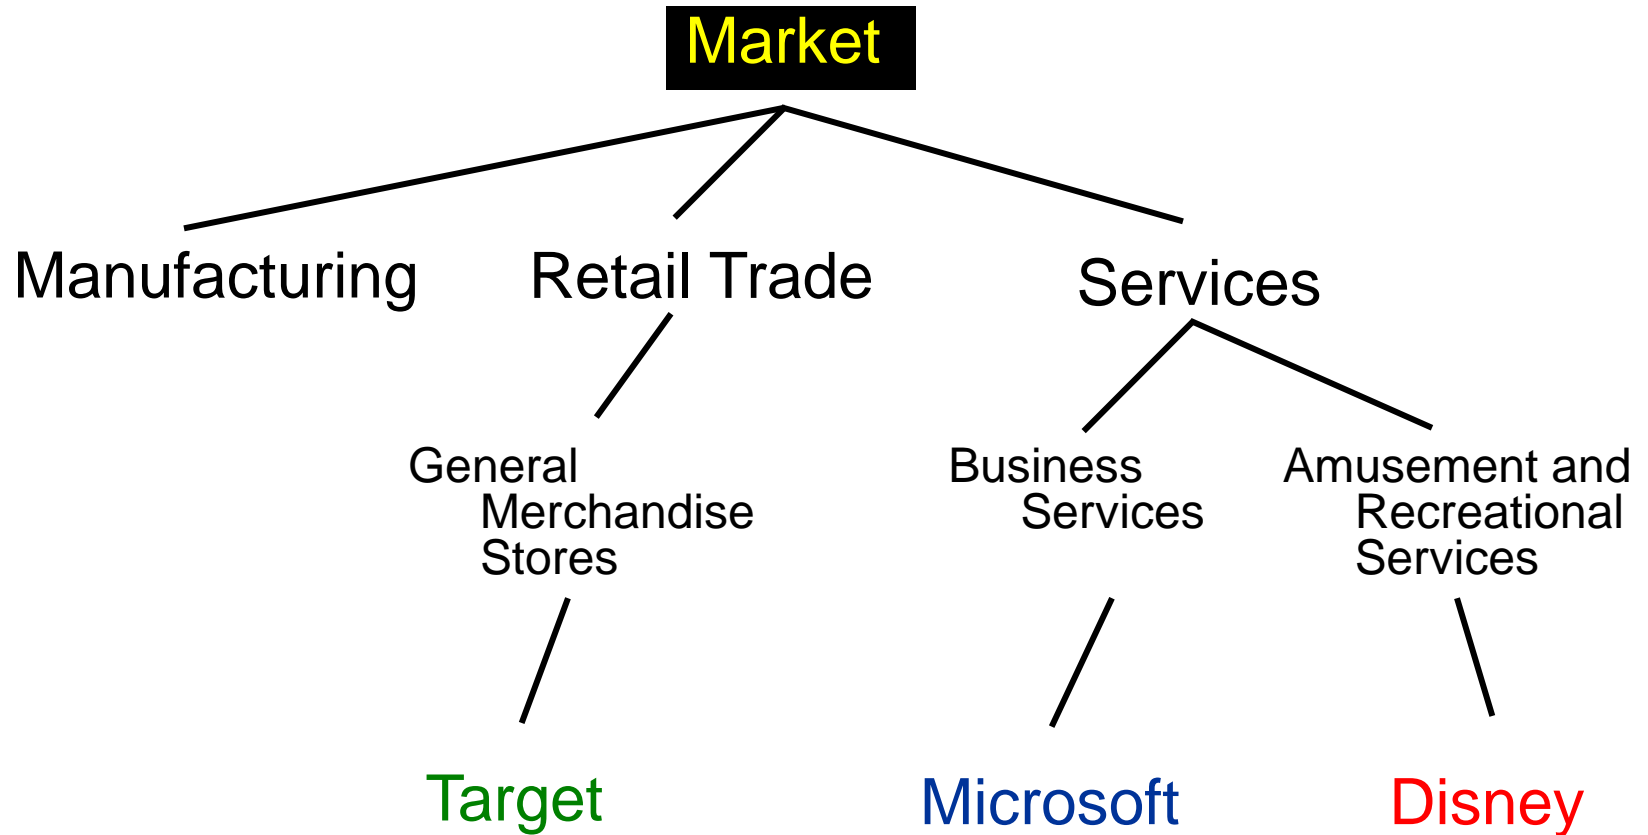 Market
Manufacturing
Retail Trade
Services
General
Merchandise
Stores
Business
Services
Amusement and
Recreational
Services
Target
Microsoft
Disney